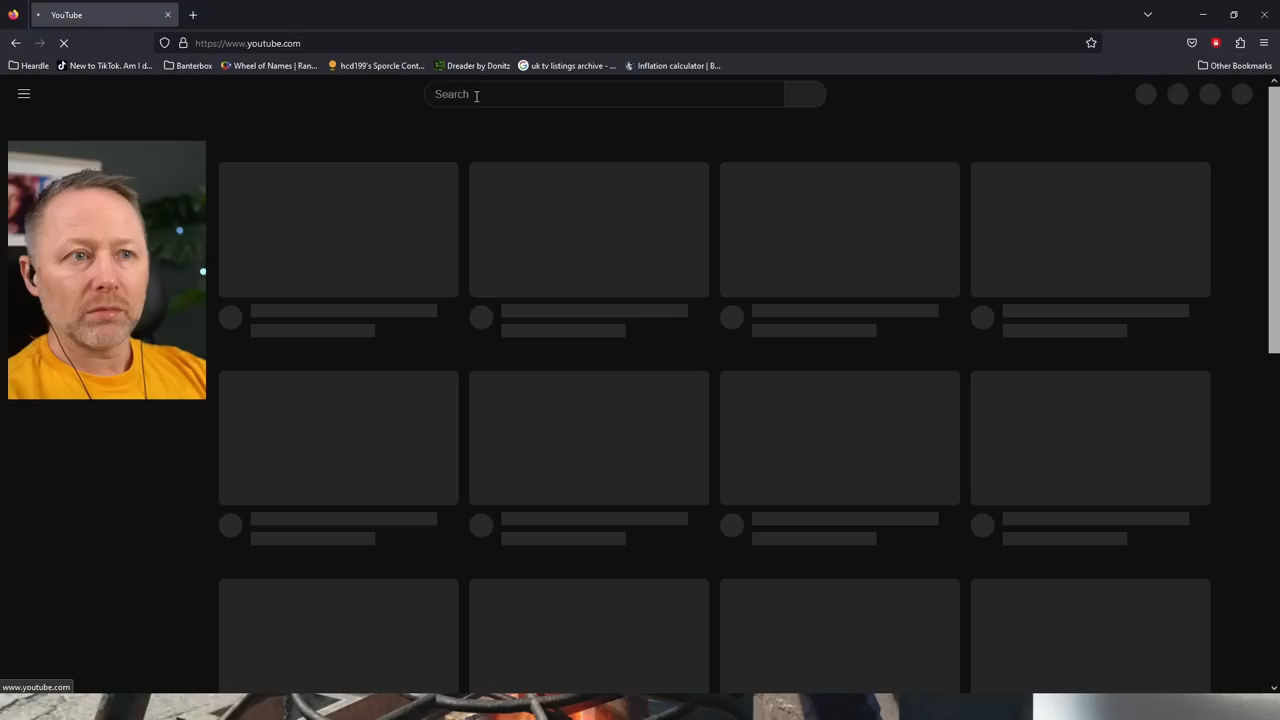 YouTube
https://www.youtube.com
Heardle
New to TikTok. Am I d...
Banterbox
Wheel of Names | Ran...
hcd199's Sporcle Cont...
Dreader by Donitz
uk tv listings archive - ...
Inflation calculator | B...
Other Bookmarks
Search
www.youtube.com